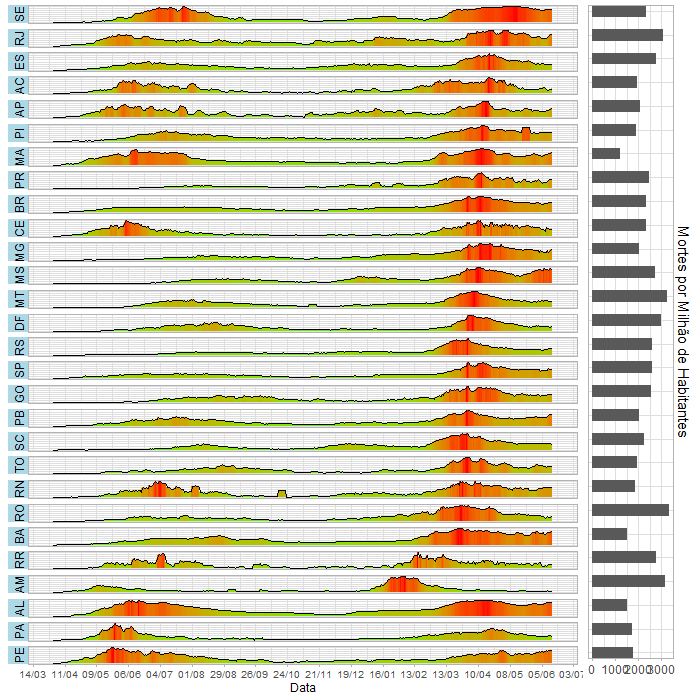 SE
RJ
ES
AC
AP
PI
MA
PR
BR
CE
MG
MS
MT
DF
RS
SP
GO
PB
SC
TO
RN
RO
BA
RR
AM
AL
PA
PE
14/03 11/04 09/05 06/06 04/07 01/08 29/08 26/09 24/10 21/11 19/12 16/01 13/02 13/03 10/04 08/05 05/06 03/07
Data
0 1000 2000 3000
Mortes por Milhão de Habitantes